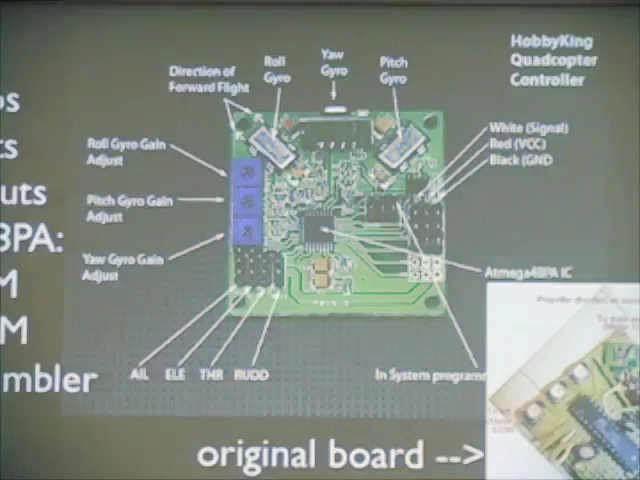 HobbyKing
Quadcopter
Controller
Direction of
Forward Flight
Roll
Gyro
Yaw
Gyro
Pitch
Gyro
White (Signal)
Red (VCC)
Black (GND
Roll Gyro Gain
Adjust
Pitch Gyro Gain
Adjust
Yaw Gyro Gain
Adjust
uts
BPA:
M
M
mbler
Atmega48PA IC
AIL ELE THR RUDD
In System programm
original board -->